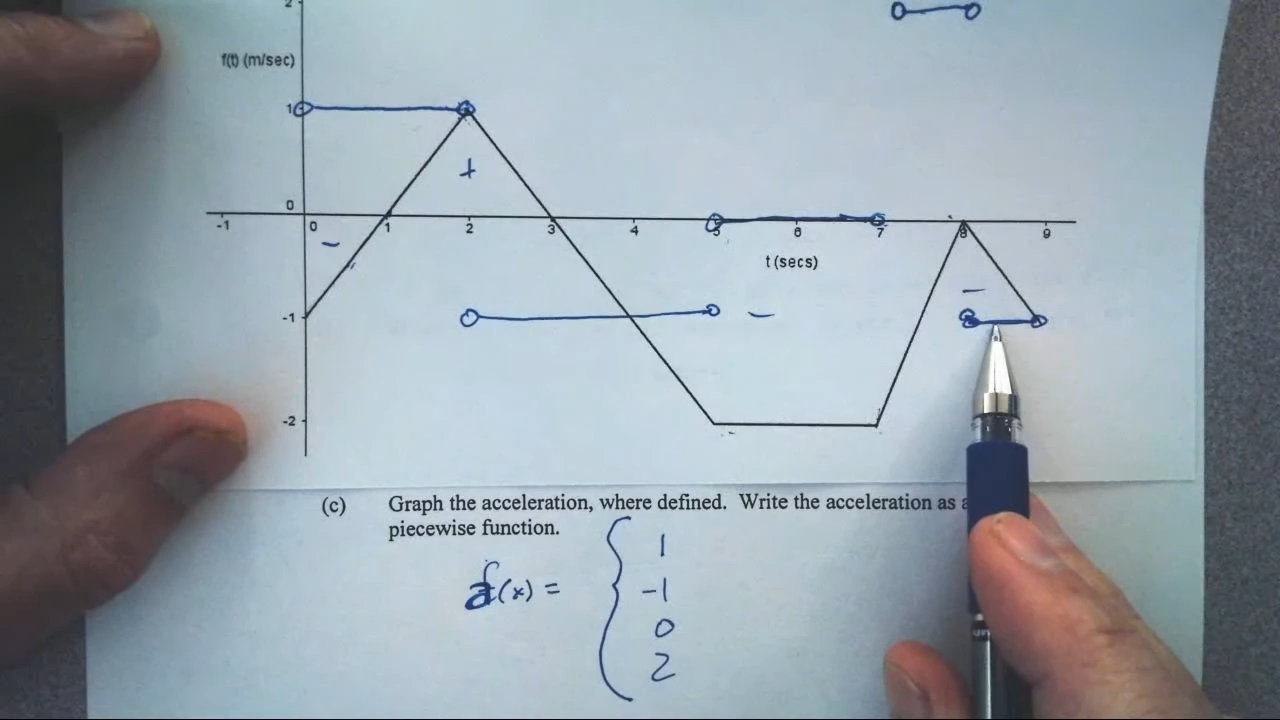 2
f(t) (m/sec)
1
+
0
-1 0 1 2 3 4 5 6 7 8 9
−
t (secs)
−
-1
−
-2
(c) Graph the acceleration, where defined. Write the acceleration as a
piecewise function.
1
(x) =
-1
0
2